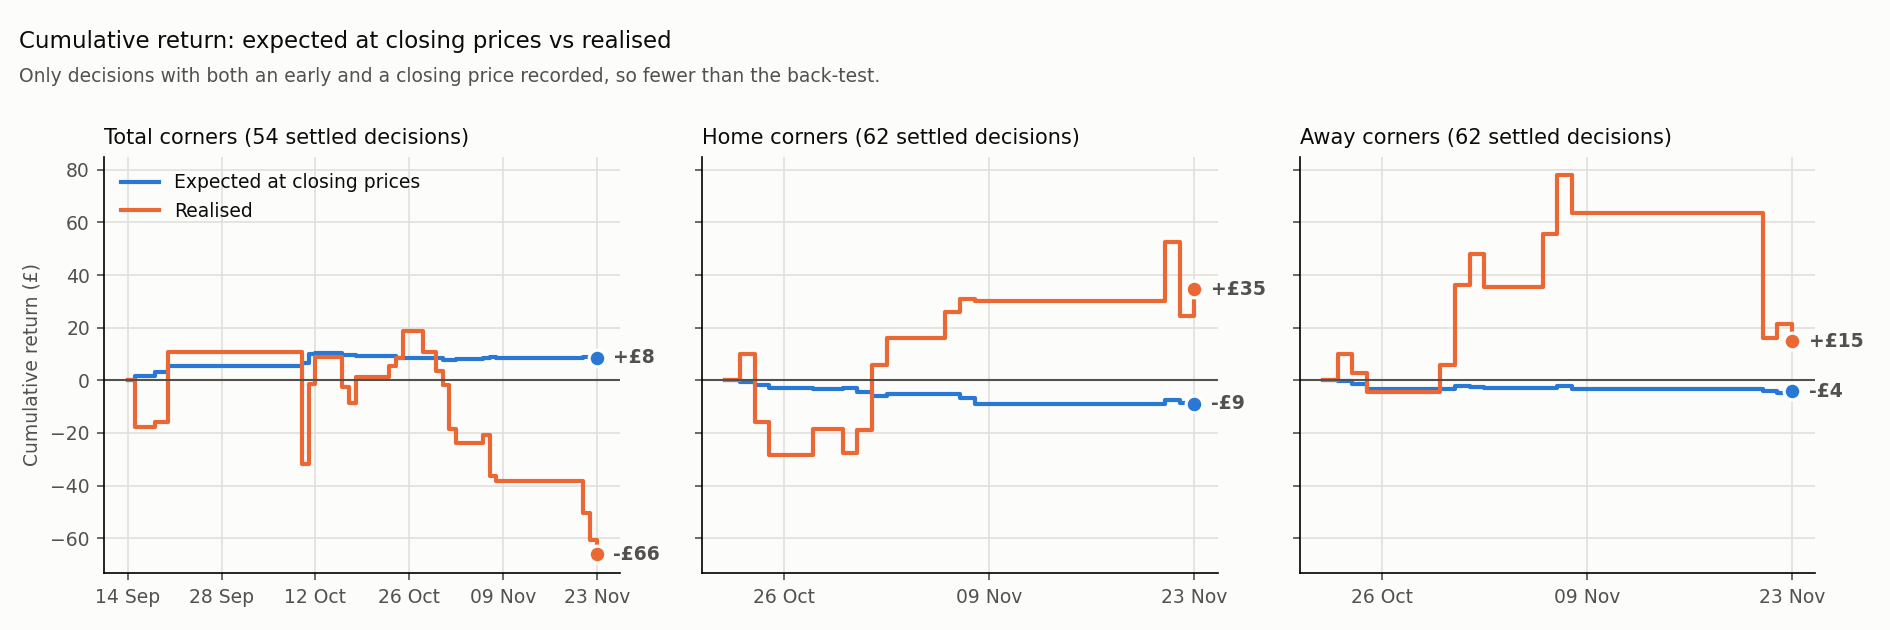 Cumulative return: expected at closing prices vs realised
Only decisions with both an early and a closing price recorded, so fewer than the back-test.
Total corners (54 settled decisions)
Home corners (62 settled decisions)
Away corners (62 settled decisions)
Cumulative return (£)
80
60
40
20
0
−20
−40
−60
Expected at closing prices
Realised
+£8
-£66
14 Sep
28 Sep
12 Oct
26 Oct
09 Nov
23 Nov
+£35
-£9
26 Oct
09 Nov
23 Nov
+£15
-£4
26 Oct
09 Nov
23 Nov